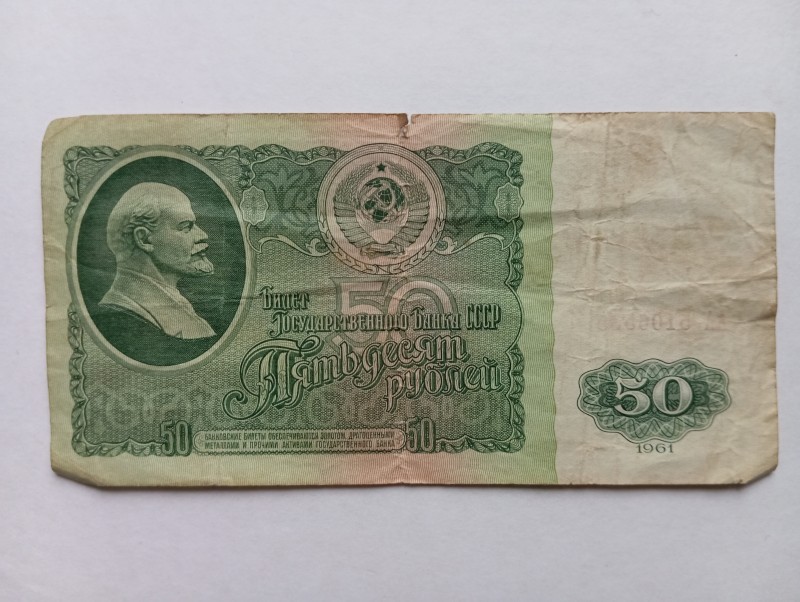 Билет
Государственного Банка СССР
50
Пятьдесят
рублей
50
БАНКОВСКИЕ БИЛЕТЫ ОБЕСПЕЧИВАЮТСЯ ЗОЛОТОМ, ДРАГОЦЕННЫМИ
МЕТАЛЛАМИ И ПРОЧИМИ АКТИВАМИ ГОСУДАРСТВЕННОГО БАНКА
50
50
1961